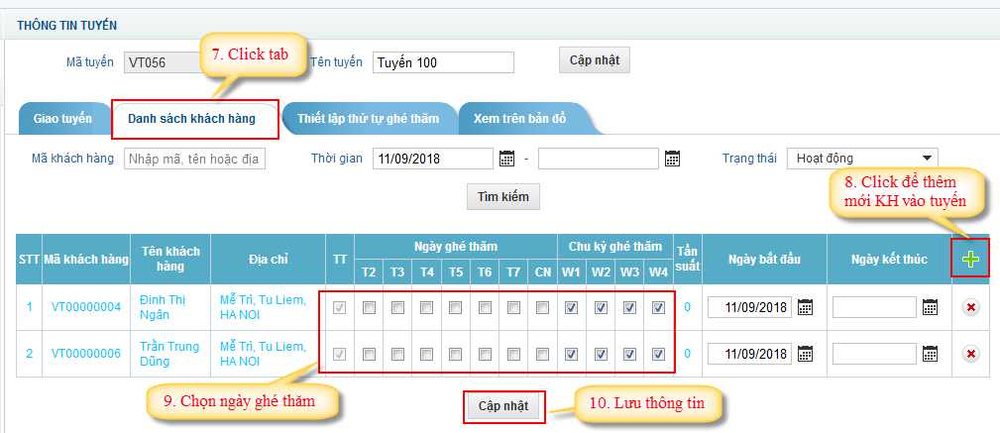 THÔNG TIN TUYẾN
7. Click tab
Mã tuyến VT056 Tên tuyến Tuyến 100 Cập nhật
Giao tuyến Danh sách khách hàng Thiết lập thứ tự ghé thăm Xem trên bản đồ
Mã khách hàng Nhập mã, tên hoặc địa Thời gian 11/09/2018 - Trạng thái Hoạt động
Tìm kiếm
8. Click để thêm
mới KH vào tuyến
STT Mã khách hàng Tên khách hàng Địa chỉ TT Ngày ghé thăm Chu kỳ ghé thăm Tần suất Ngày bắt đầu Ngày kết thúc
T2 T3 T4 T5 T6 T7 CN W1 W2 W3 W4
1 VT00000004 Đinh Thị Ngân Mễ Trì, Tu Liem, HA NOI 0 11/09/2018
2 VT00000006 Trần Trung Dũng Mễ Trì, Tu Liem, HA NOI 0 11/09/2018
9. Chọn ngày ghé thăm
Cập nhật
10. Lưu thông tin